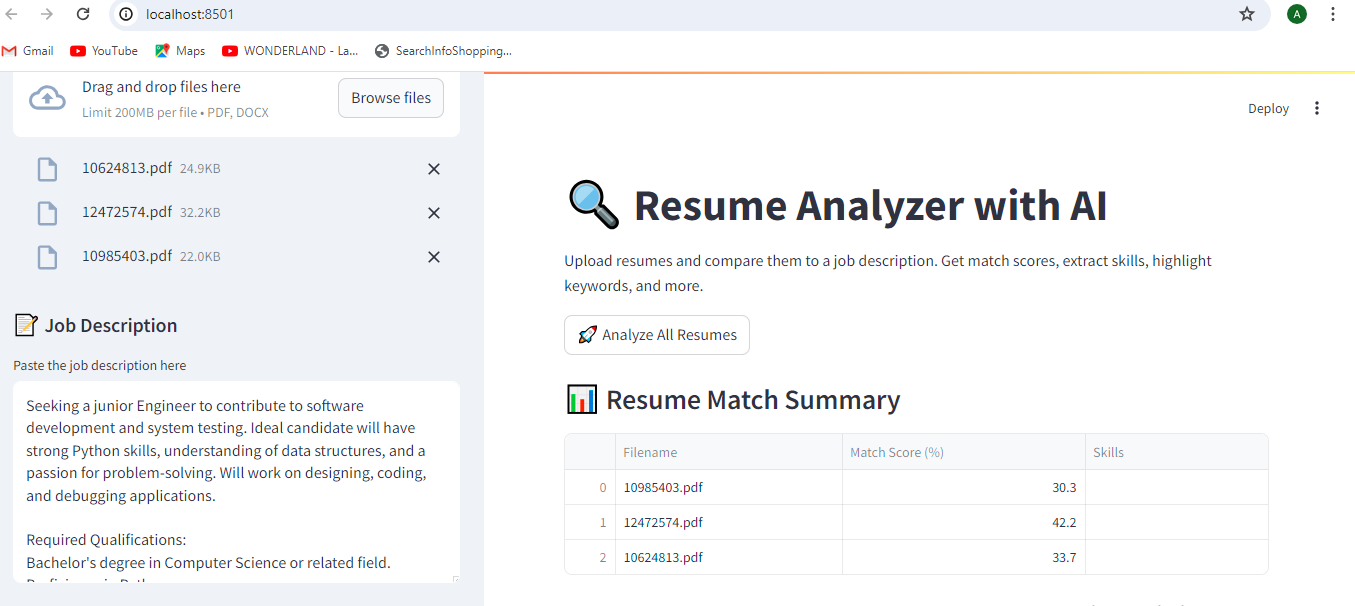 localhost:8501
A
Gmail
YouTube
Maps
WONDERLAND - La...
SearchInfoShopping...
Drag and drop files here
Limit 200MB per file • PDF, DOCX
Browse files
10624813.pdf 24.9KB
12472574.pdf 32.2KB
10985403.pdf 22.0KB
Job Description
Paste the job description here
Seeking a junior Engineer to contribute to software
development and system testing. Ideal candidate will have
strong Python skills, understanding of data structures, and a
passion for problem-solving. Will work on designing, coding,
and debugging applications.
Required Qualifications:
Bachelor's degree in Computer Science or related field.
Deploy
Resume Analyzer with AI
Upload resumes and compare them to a job description. Get match scores, extract skills, highlight
keywords, and more.
Analyze All Resumes
Resume Match Summary
Filename Match Score (%) Skills
0 10985403.pdf 30.3
1 12472574.pdf 42.2
2 10624813.pdf 33.7